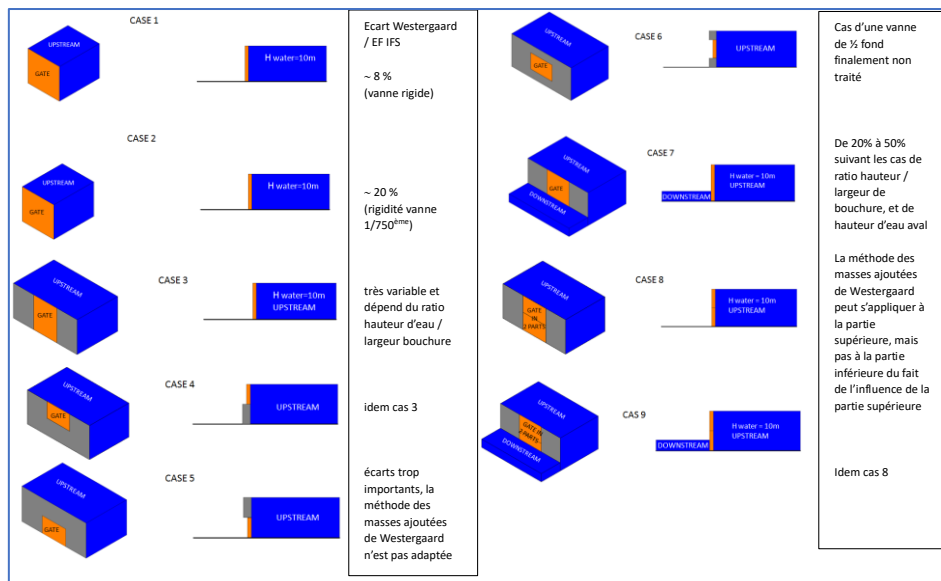 CASE 1
UPSTREAM
GATE
H water=10m
Ecart Westergaard
/ EF IFS
~ 8 %
(vanne rigide)
CASE 2
UPSTREAM
GATE
H water=10m
~ 20 %
(rigidité vanne
1/750ème)
CASE 3
UPSTREAM
GATE
H water=10m
UPSTREAM
très variable et
dépend du ratio
hauteur d'eau /
largeur bouchure
CASE 4
UPSTREAM
GATE
UPSTREAM
idem cas 3
CASE 5
UPSTREAM
GATE
UPSTREAM
écarts trop
importants, la
méthode des
masses ajoutées
de Westergaard
n'est pas adaptée
CASE 6
UPSTREAM
GATE
UPSTREAM
Cas d'une vanne
de ½ fond
finalement non
traité
CASE 7
UPSTREAM
GATE
DOWNSTREAM
H water = 10m
UPSTREAM
DOWNSTREAM
De 20% à 50%
suivant les cas de
ratio hauteur /
largeur de
bouchure, et de
hauteur d'eau aval
CASE 8
UPSTREAM
GATE
IN
2 PARTS
H water = 10m
UPSTREAM
La méthode des
masses ajoutées
de Westergaard
peut s'appliquer à
la partie
supérieure, mais
pas à la partie
inférieure du fait
de l'influence de la
partie supérieure
CAS 9
UPSTREAM
GATE IN
2 PARTS
DOWNSTREAM
H water = 10m
UPSTREAM
DOWNSTREAM
Idem cas 8